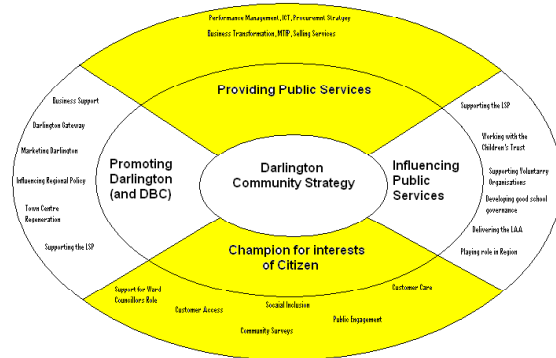 Performance Management, ICT, Procuremnt Stratgey
Business Transformation, MTFP, Selling Services
Providing Public Services
Business Support
Darlington Gateway
Marketing Darlington
Influencing Regional Policy
Town Centre
Regeneration
Supporting the LSP
Promoting
Darlington
(and DBC)
Darlington
Community Strategy
Influencing
Public
Services
Supporting the LSP
Working with the
Children's Trust
Supporting Voluntarry
Organisations
Developing good school
governance
Delivering the LAA
Playing role in Region
Champion for interests
of Citizen
Support for Ward
Councillors Role
Customer Access
Socaial Inclusion
Community Surveys
Public Engagement
Customer Care